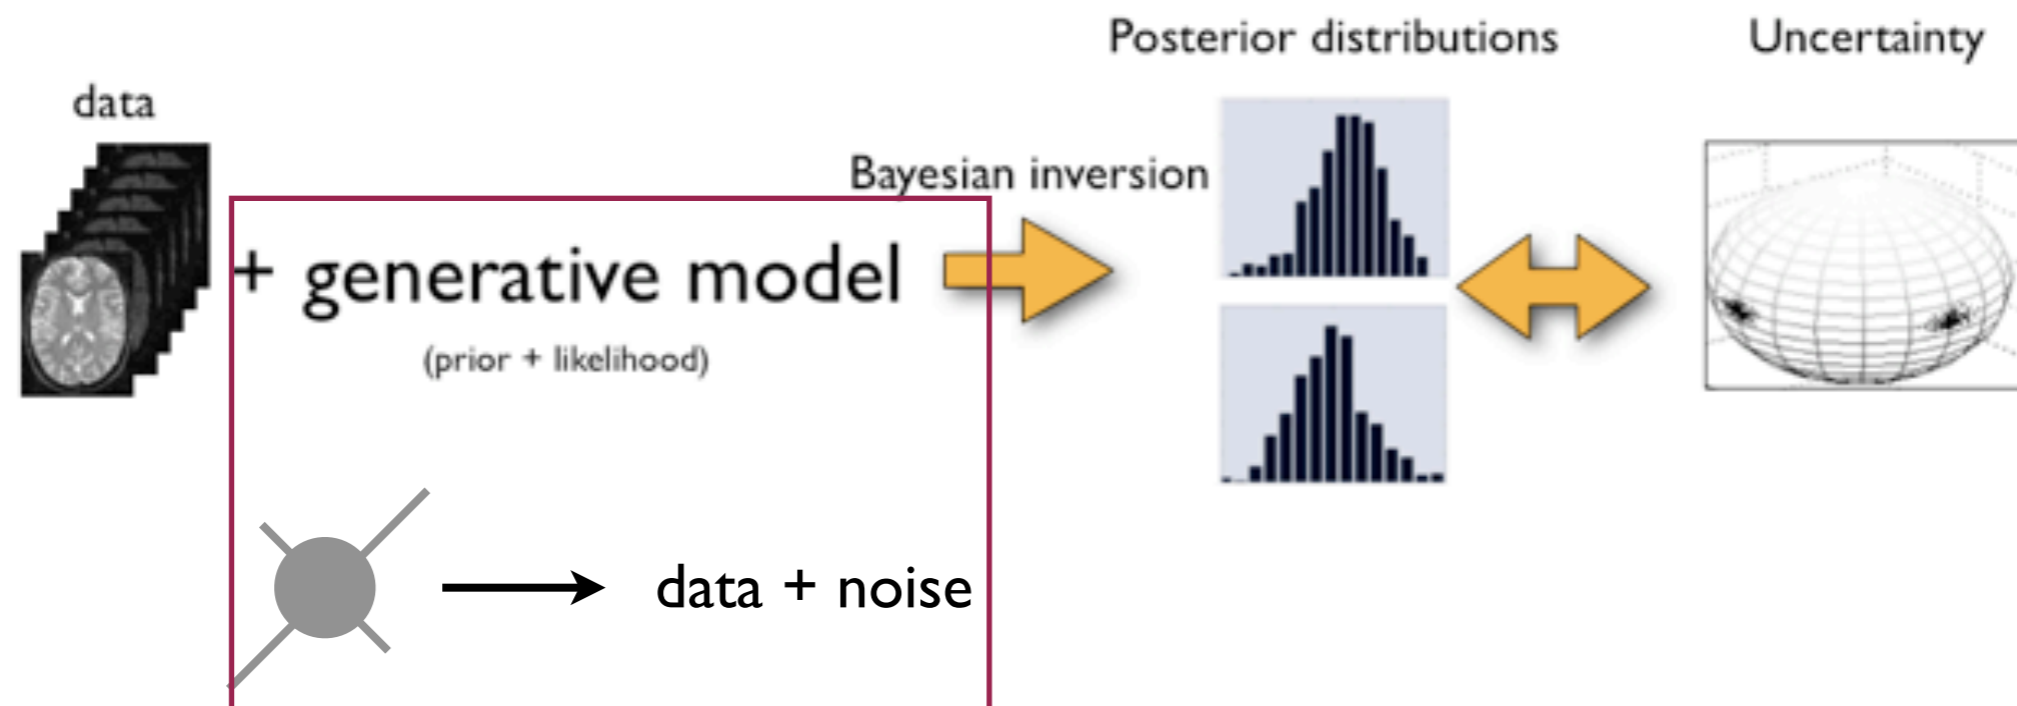 Posterior distributions
Uncertainty
data
Bayesian inversion
+ generative model
(prior + likelihood)
data + noise